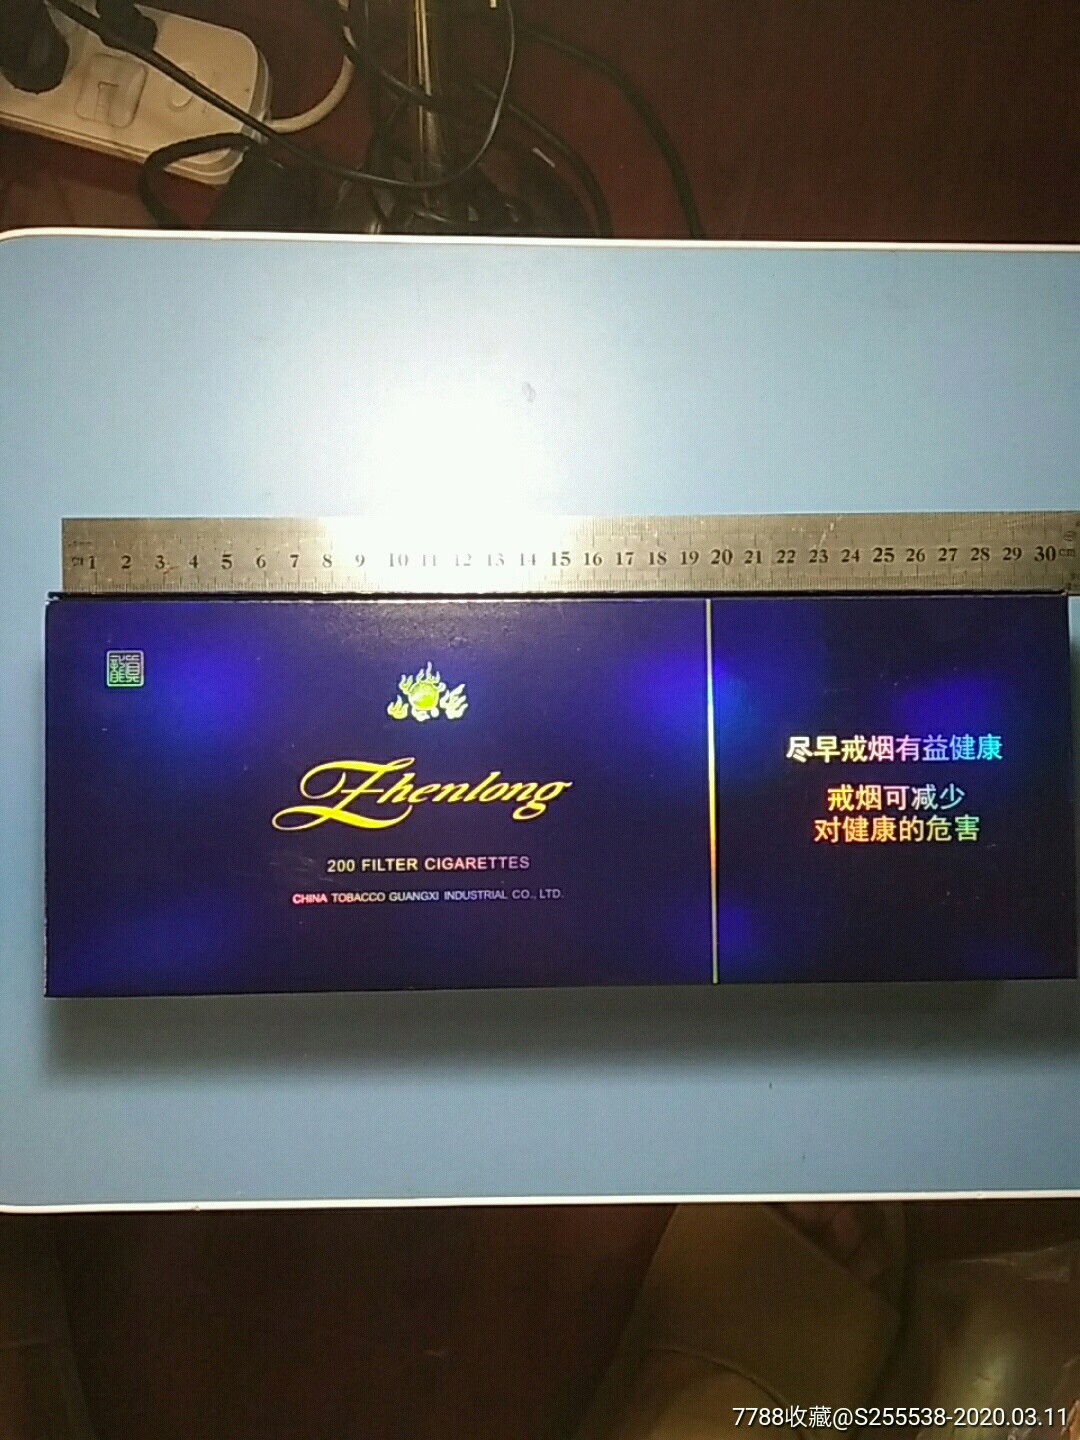 1 2 3 4 5 6 7 8 9 10 11 12 13 14 15 16 17 18 19 20 21 22 23 24 25 26 27 28 29 30 cm
Zhenlong
200 FILTER CIGARETTES
CHINA TOBACCO GUANGXI INDUSTRIAL CO., LTD.
尽早戒烟有益健康
戒烟可减少
对健康的危害
7788收藏@S255538-2020.03.11